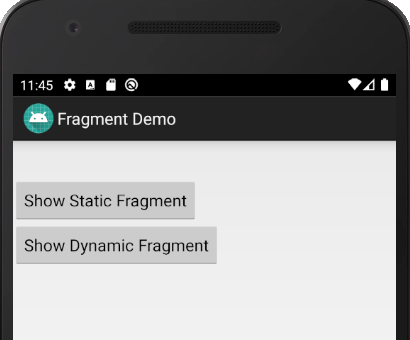 11:45
Fragment Demo
Show Static Fragment
Show Dynamic Fragment